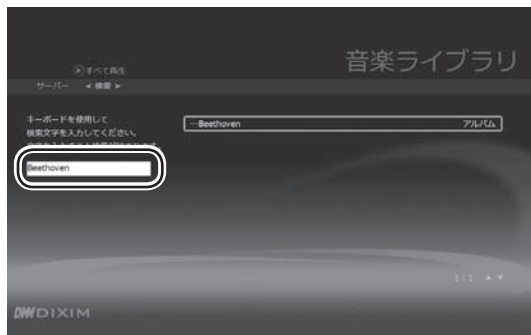 音楽ライブラリ
すべて再生
サーバー ◀ 検索 ▶
キーボードを使用して
検索文字を入力してください。
Beethoven
...Beethoven アルバム
1/1 ▲ ▼
DIXIM